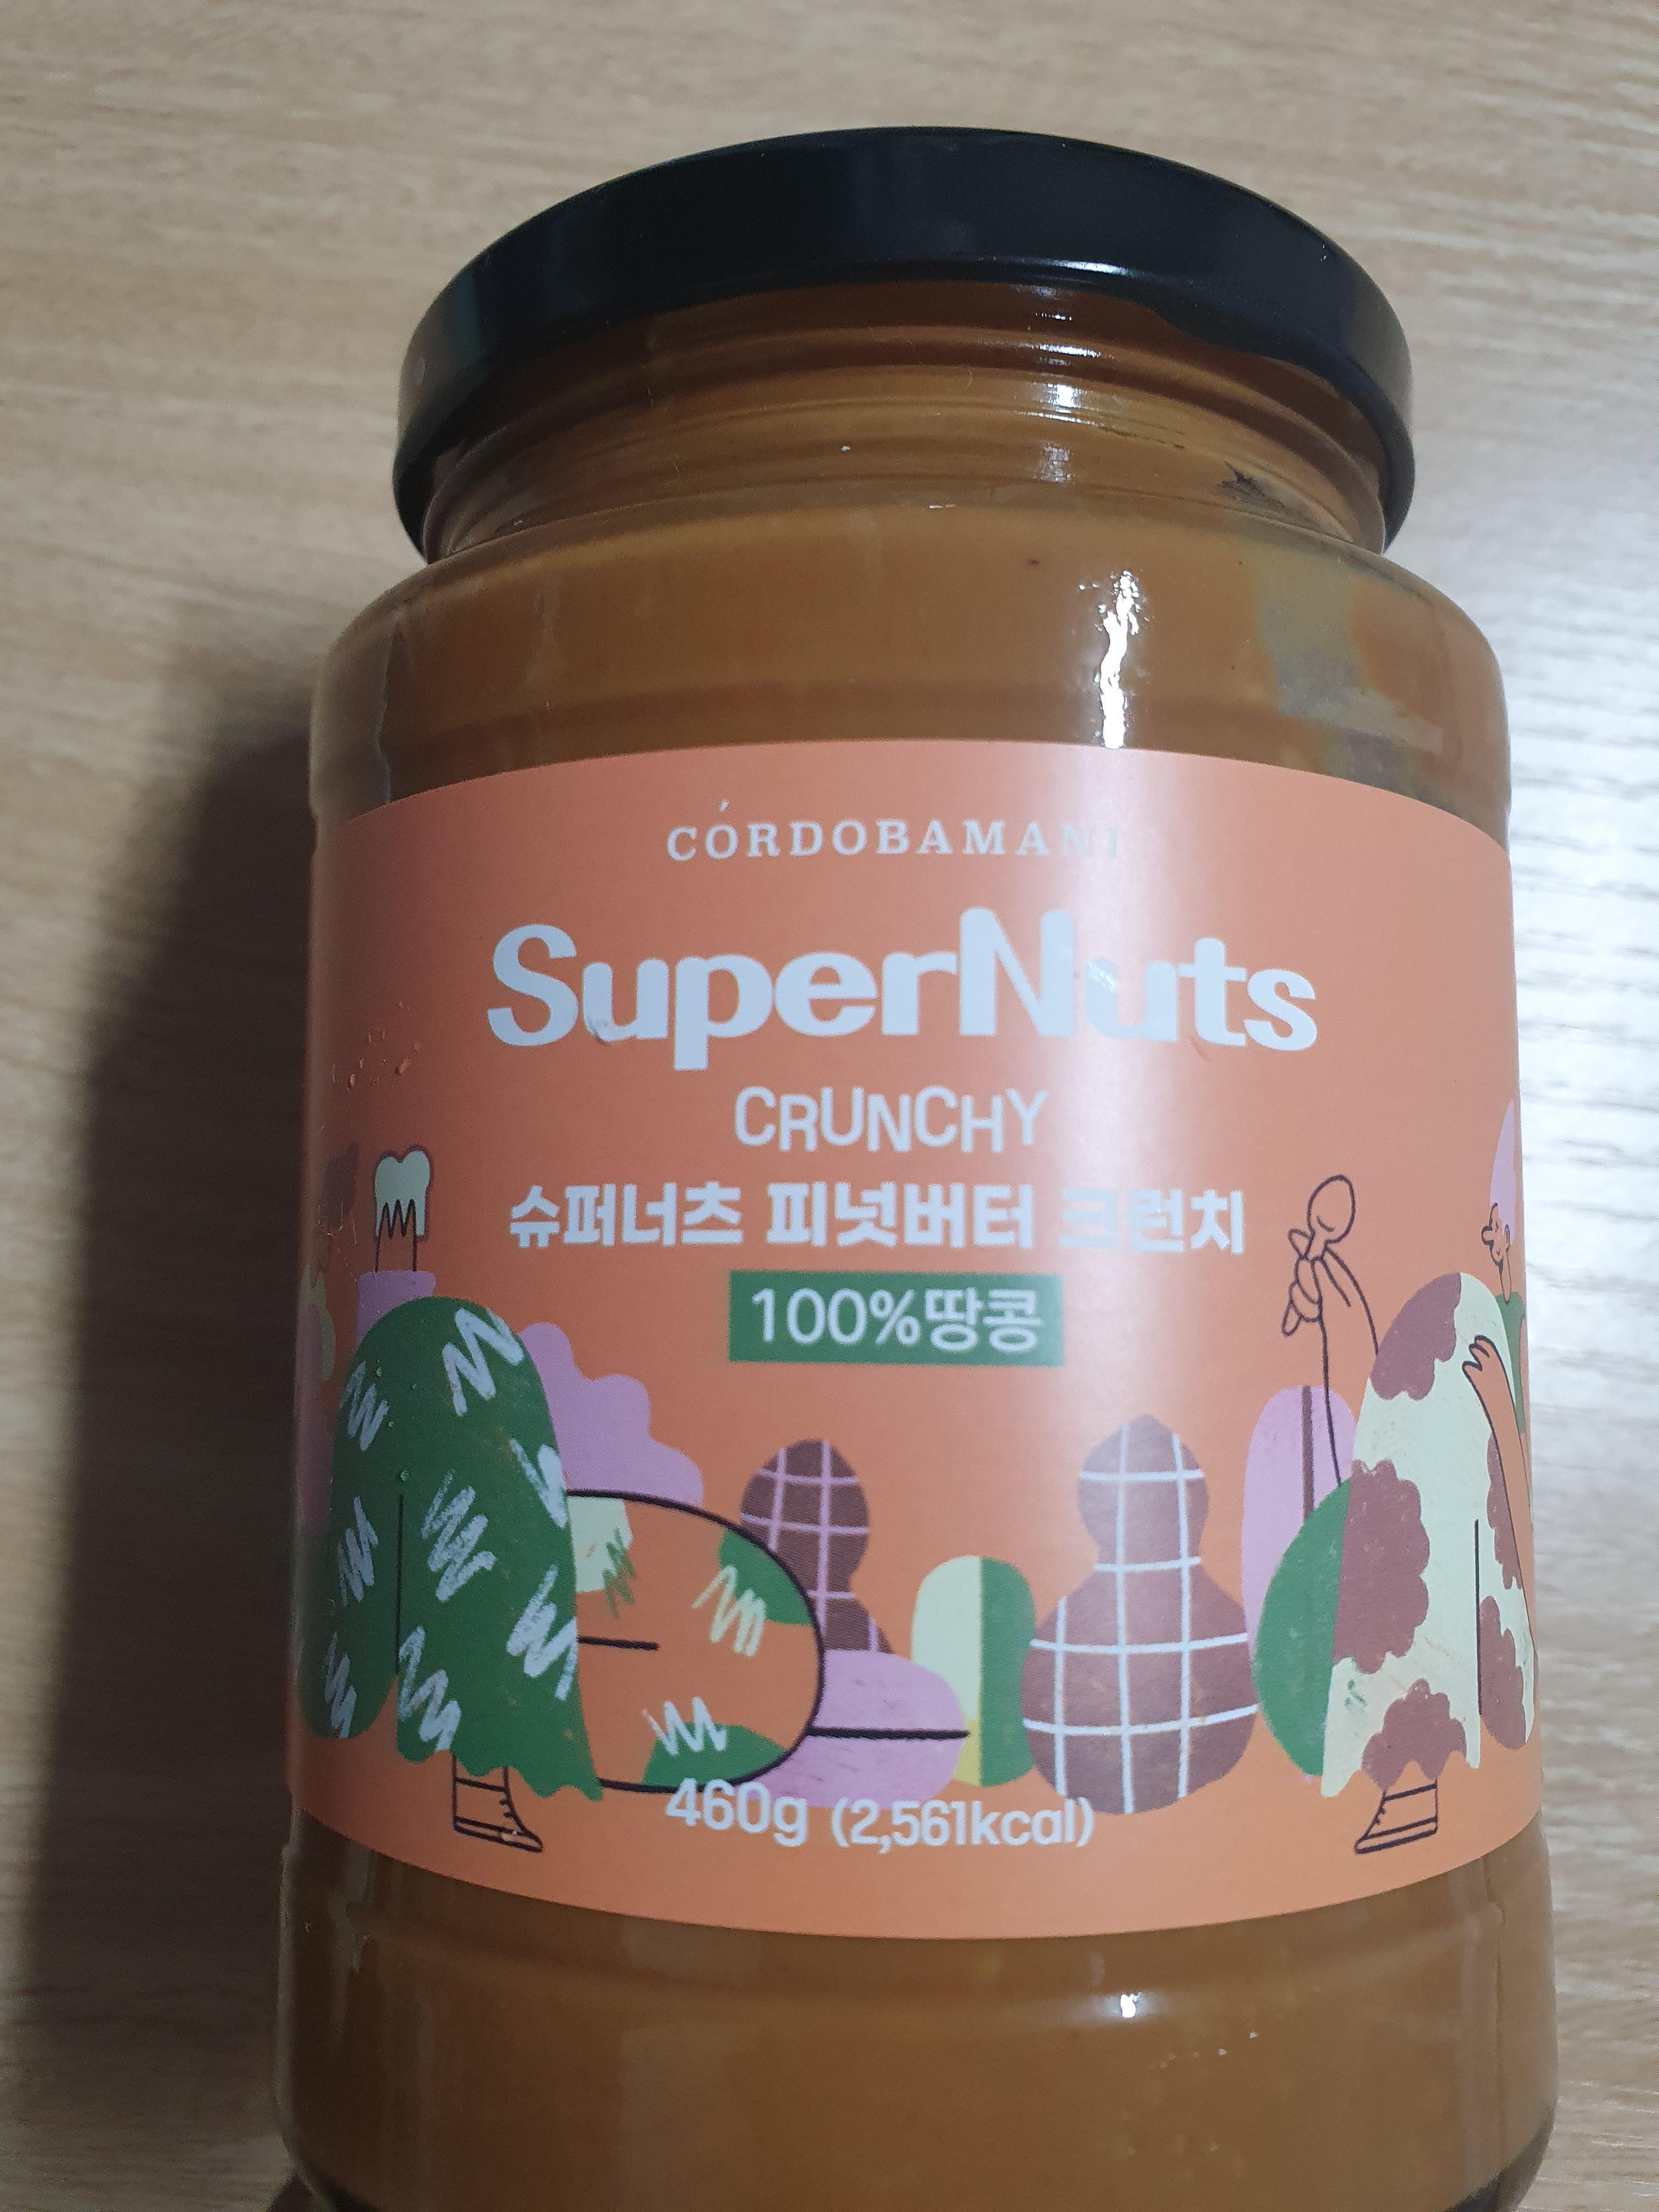 CÓRDOBAMANI
SuperNuts
CRUNCHY
슈퍼너츠 피넛버터 크런치
100%땅콩
460g (2,561kcal)